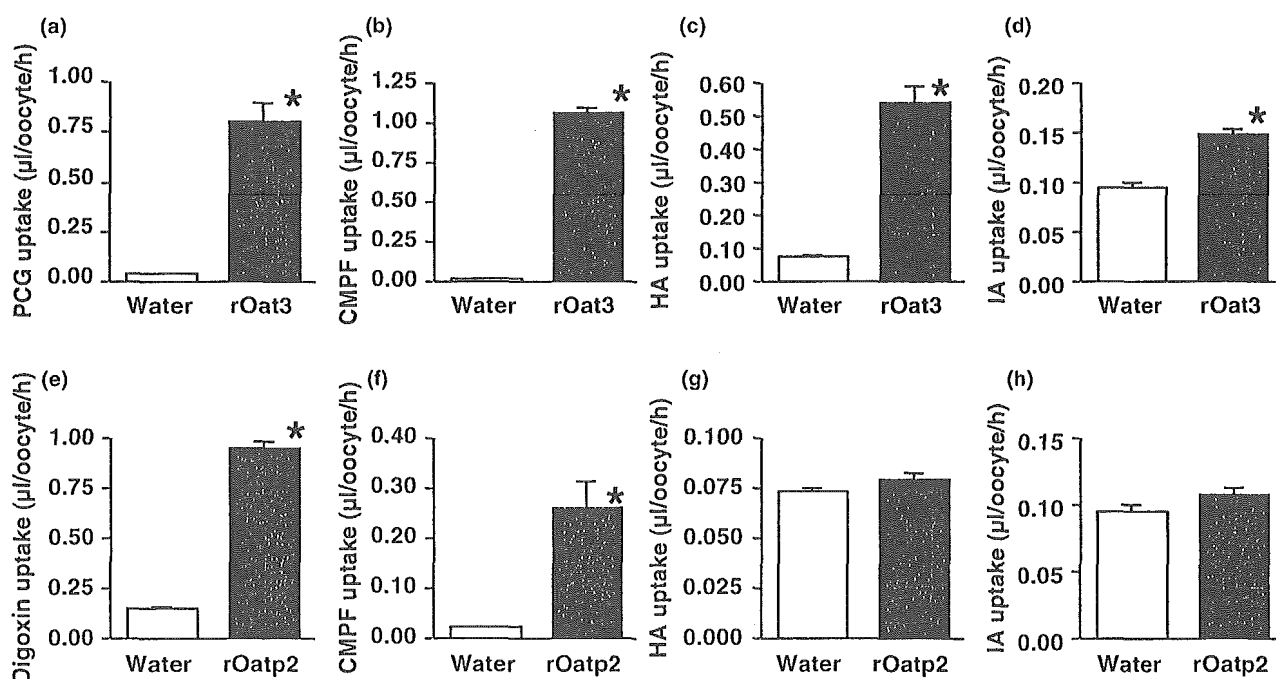 (a)
PCG uptake (µl/oocyte/h)
1.00
0.75
0.50
0.25
0.00
Water rOat3
*
(b)
CMPF uptake (µl/oocyte/h)
1.25
1.00
0.75
0.50
0.25
0.00
Water rOat3
*
(c)
HA uptake (µl/oocyte/h)
0.60
0.50
0.40
0.30
0.20
0.10
0.00
Water rOat3
*
(d)
IA uptake (µl/oocyte/h)
0.20
0.15
0.10
0.05
0.00
Water rOat3
*
(e)
Digoxin uptake (µl/oocyte/h)
1.00
0.75
0.50
0.25
0.00
Water rOatp2
*
(f)
CMPF uptake (µl/oocyte/h)
0.40
0.30
0.20
0.10
0.00
Water rOatp2
*
(g)
HA uptake (µl/oocyte/h)
0.100
0.075
0.050
0.025
0.000
Water rOatp2
(h)
IA uptake (µl/oocyte/h)
0.15
0.10
0.05
0.00
Water rOatp2